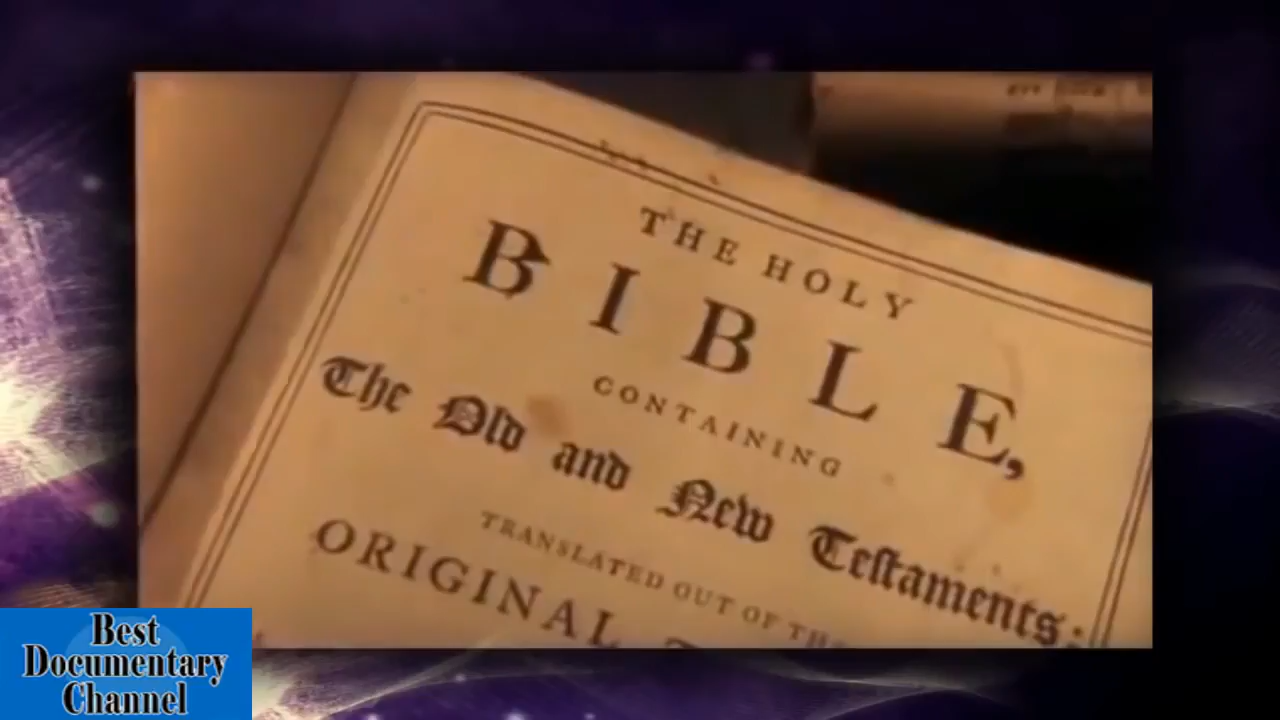 THE HOLY
BIBLE,
CONTAINING
The Old and New Teſtaments:
TRANSLATED OUT OF THE
ORIGINAL
Best
Documentary
Channel